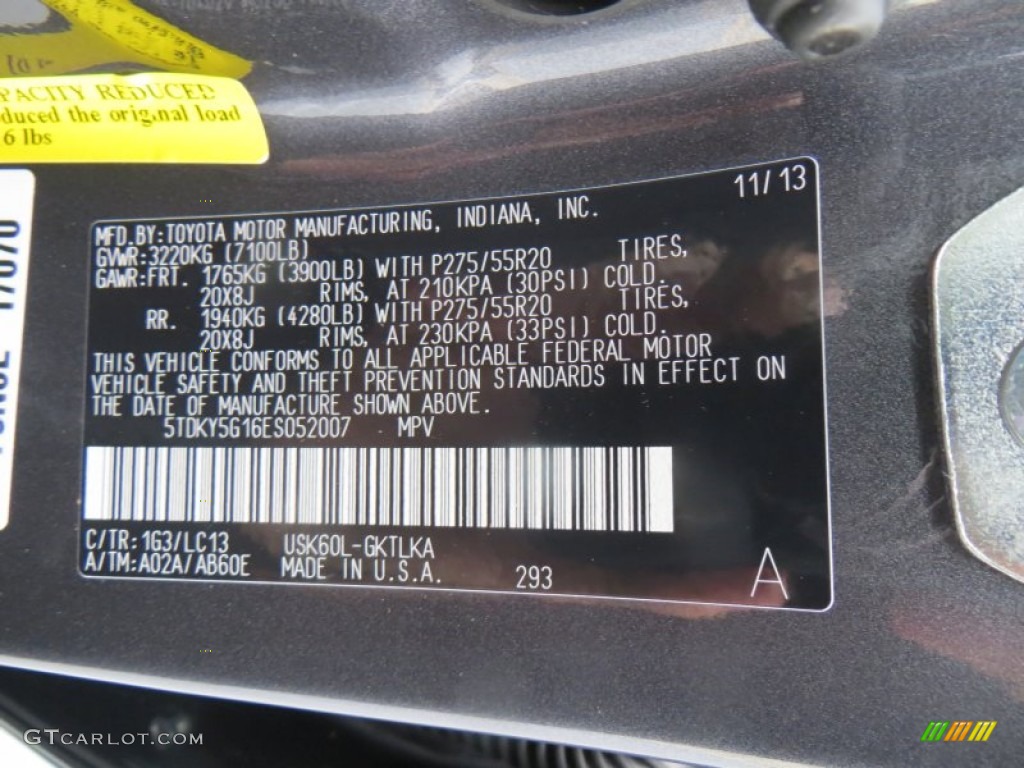 PACITY REDUCED
duced the original load
6 lbs
11/13
MFD.BY:TOYOTA MOTOR MANUFACTURING, INDIANA, INC.
GVWR:3220KG (7100LB)
GAWR:FRT. 1765KG (3900LB) WITH P275/55R20 TIRES,
20X8J RIMS, AT 210KPA (30PSI) COLD.
RR. 1940KG (4280LB) WITH P275/55R20 TIRES,
20X8J RIMS, AT 230KPA (33PSI) COLD.
THIS VEHICLE CONFORMS TO ALL APPLICABLE FEDERAL MOTOR
VEHICLE SAFETY AND THEFT PREVENTION STANDARDS IN EFFECT ON
THE DATE OF MANUFACTURE SHOWN ABOVE.
5TDKY5G16ES052007 MPV
C/TR:1G3/LC13 USK60L-GKTLKA
A/TM:A02A/AB60E MADE IN U.S.A. 293 A
GTCARLOT.COM